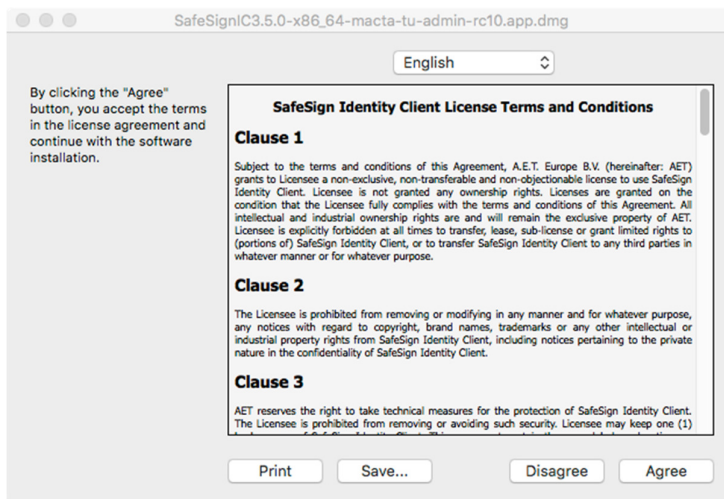 SafeSignIC3.5.0-x86_64-macta-tu-admin-rc10.app.dmg
English
By clicking the "Agree"
button, you accept the terms
in the license agreement and
continue with the software
installation.
SafeSign Identity Client License Terms and Conditions
Clause 1
Subject to the terms and conditions of this Agreement, A.E.T. Europe B.V. (hereinafter: AET)
grants to Licensee a non-exclusive, non-transferable and non-objectionable license to use SafeSign
Identity Client. Licensee is not granted any ownership rights. Licenses are granted on the
condition that the Licensee fully complies with the terms and conditions of this Agreement. All
intellectual and industrial ownership rights are and will remain the exclusive property of AET.
Licensee is explicitly forbidden at all times to transfer, lease, sub-license or grant limited rights to
(portions of) SafeSign Identity Client, or to transfer SafeSign Identity Client to any third parties in
whatever manner or for whatever purpose.
Clause 2
The Licensee is prohibited from removing or modifying in any manner and for whatever purpose,
any notices with regard to copyright, brand names, trademarks or any other intellectual or
industrial property rights from SafeSign Identity Client, including notices pertaining to the private
nature in the confidentiality of SafeSign Identity Client.
Clause 3
AET reserves the right to take technical measures for the protection of SafeSign Identity Client.
The Licensee is prohibited from removing or avoiding such security. Licensee may keep one (1)
Print
Save...
Disagree
Agree